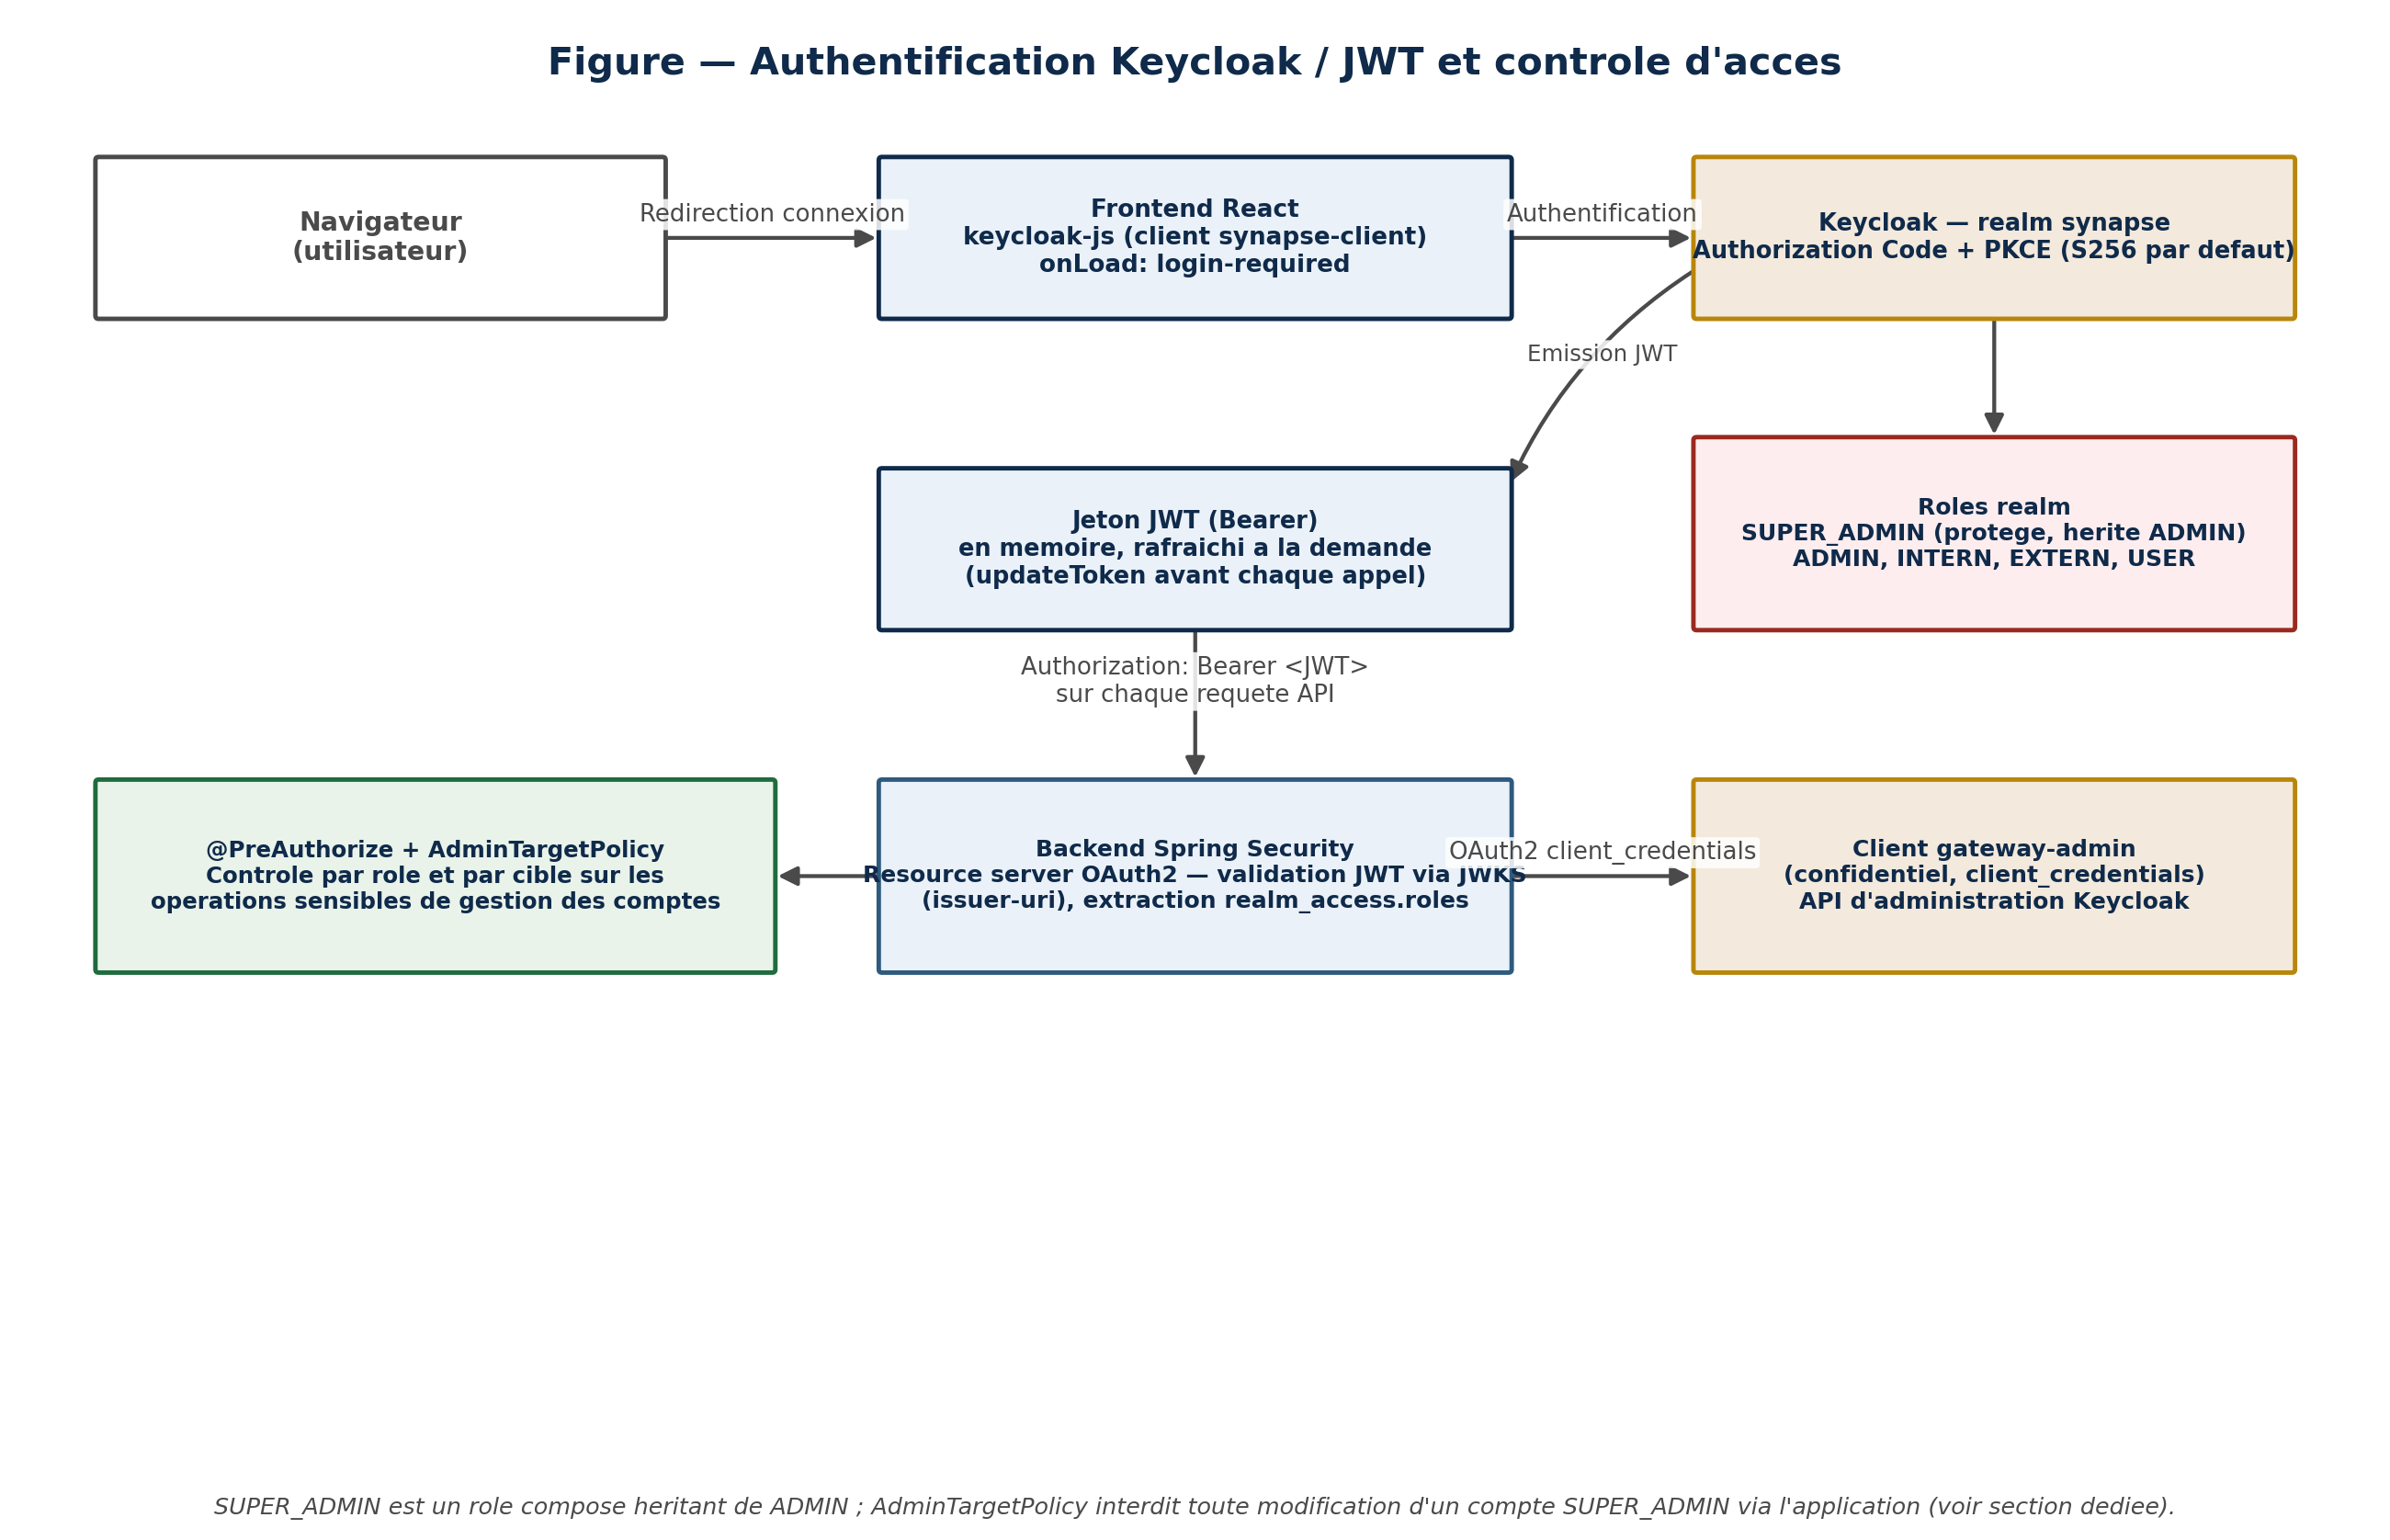 Figure — Authentification Keycloak / JWT et controle d'acces
Navigateur
(utilisateur)
Redirection connexion
Frontend React
keycloak-js (client synapse-client)
onLoad: login-required
Authentification
Keycloak — realm synapse
Authorization Code + PKCE (S256 par defaut)
Emission JWT
Jeton JWT (Bearer)
en memoire, rafraichi a la demande
(updateToken avant chaque appel)
Roles realm
SUPER_ADMIN (protege, herite ADMIN)
ADMIN, INTERN, EXTERN, USER
Authorization: Bearer <JWT>
sur chaque requete API
@PreAuthorize + AdminTargetPolicy
Controle par role et par cible sur les
operations sensibles de gestion des comptes
Backend Spring Security
Resource server OAuth2 — validation JWT via JWKS
(issuer-uri), extraction realm_access.roles
OAuth2 client_credentials
Client gateway-admin
(confidentiel, client_credentials)
API d'administration Keycloak
SUPER_ADMIN est un role compose heritant de ADMIN ; AdminTargetPolicy interdit toute modification d'un compte SUPER_ADMIN via l'application (voir section dediee).